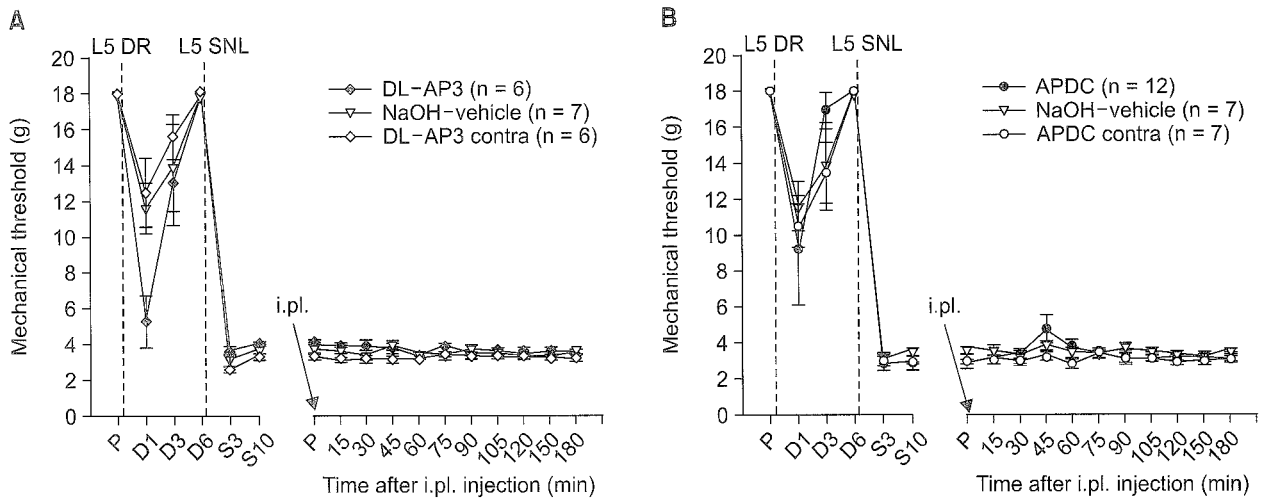 A
L5 DR L5 SNL
20
18
16
14
12
10
8
6
4
2
0
Mechanical threshold (g)
DL-AP3 (n = 6)
NaOH-vehicle (n = 7)
DL-AP3 contra (n = 6)
i.pl.
P D1 D3 D6 S3 S10
P 15 30 45 60 75 90 105 120 150 180
Time after i.pl. injection (min)
B
L5 DR L5 SNL
20
18
16
14
12
10
8
6
4
2
0
Mechanical threshold (g)
APDC (n = 12)
NaOH-vehicle (n = 7)
APDC contra (n = 7)
i.pl.
P D1 D3 D6 S3 S10
P 15 30 45 60 75 90 105 120 150 180
Time after i.pl. injection (min)